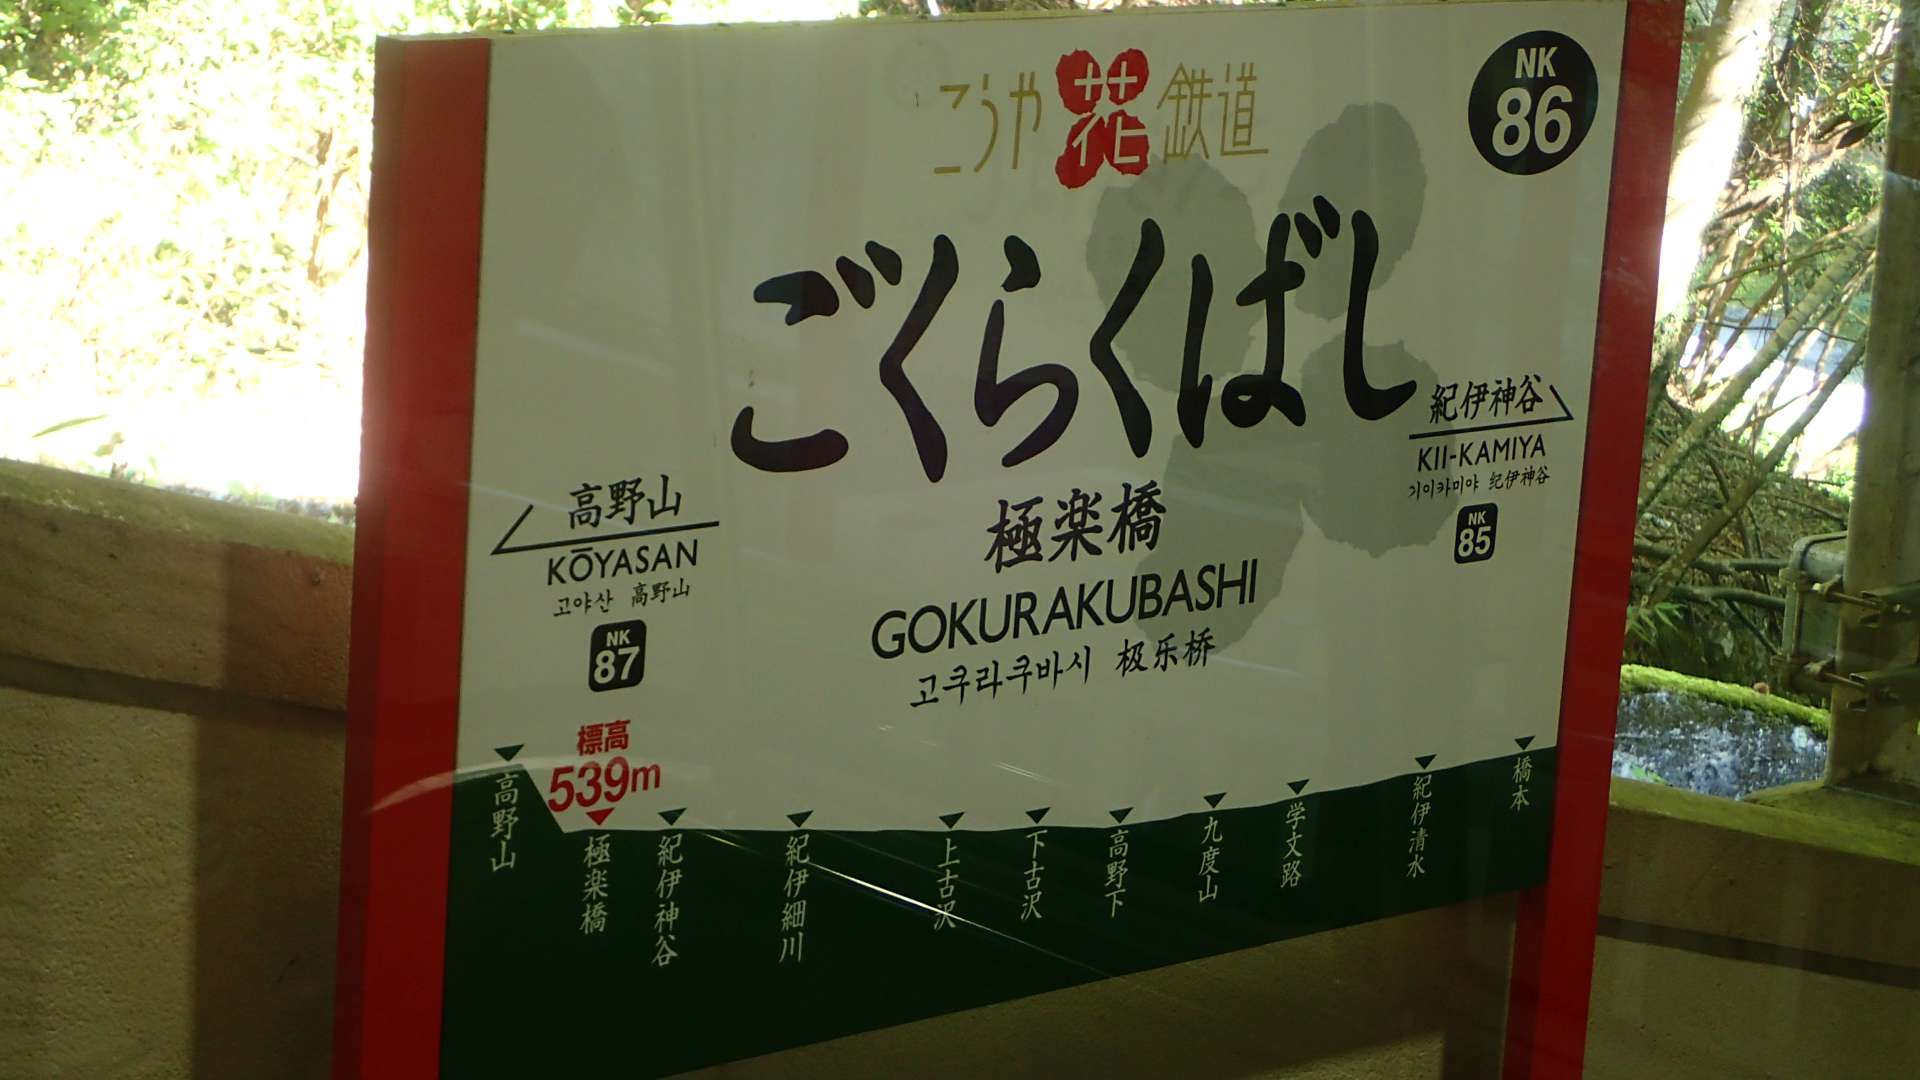 こうや花鉄道
NK
86
ごくらくばし
極楽橋
GOKURAKUBASHI
고쿠라쿠바시 极乐桥
高野山
KŌYASAN
고야산 高野山
NK
87
紀伊神谷
KII-KAMIYA
기이카미야 纪伊神谷
NK
85
標高
539m
高野山
極楽橋
紀伊神谷
紀伊細川
上古沢
下古沢
高野下
九度山
学文路
紀伊清水
橋本